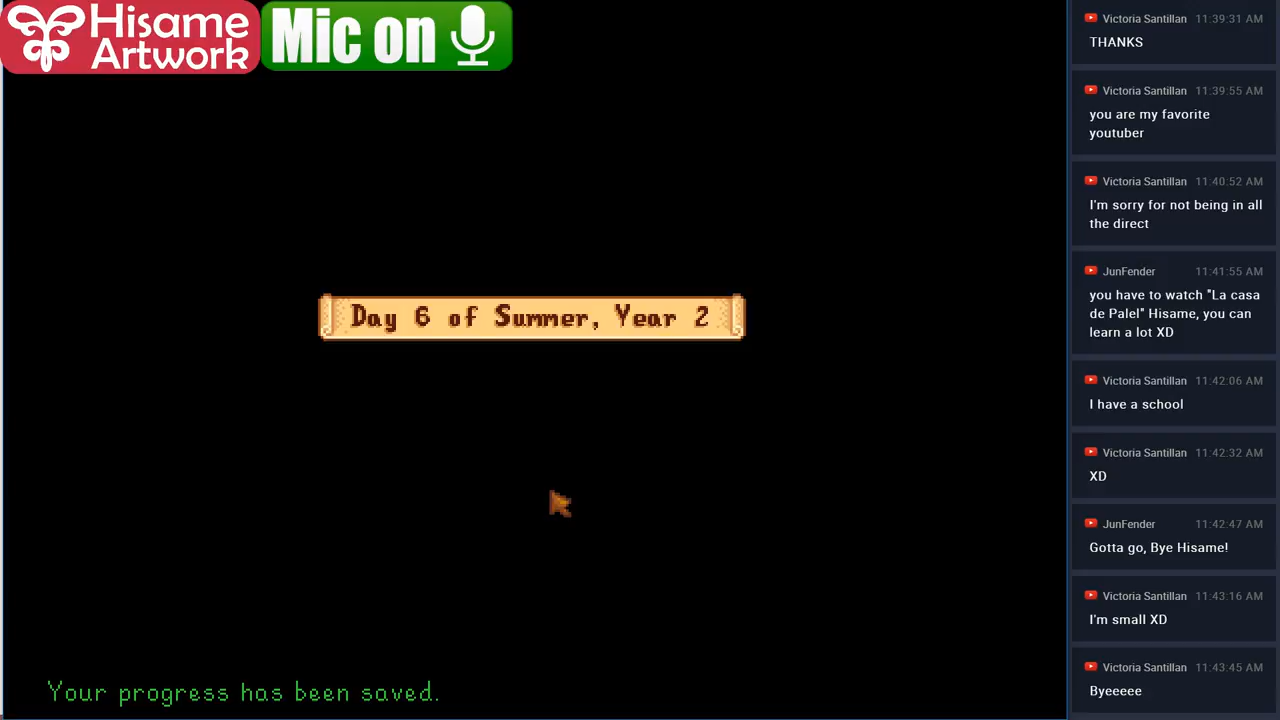 Hisame
Artwork
Mic on
Day 6 of Summer, Year 2
Your progress has been saved.
Victoria Santillan 11:39:31 AM
THANKS
Victoria Santillan 11:39:55 AM
you are my favorite
youtuber
Victoria Santillan 11:40:52 AM
I'm sorry for not being in all
the direct
JunFender 11:41:55 AM
you have to watch "La casa
de Palel" Hisame, you can
learn a lot XD
Victoria Santillan 11:42:06 AM
I have a school
Victoria Santillan 11:42:32 AM
XD
JunFender 11:42:47 AM
Gotta go, Bye Hisame!
Victoria Santillan 11:43:16 AM
I'm small XD
Victoria Santillan 11:43:45 AM
Byeeeee